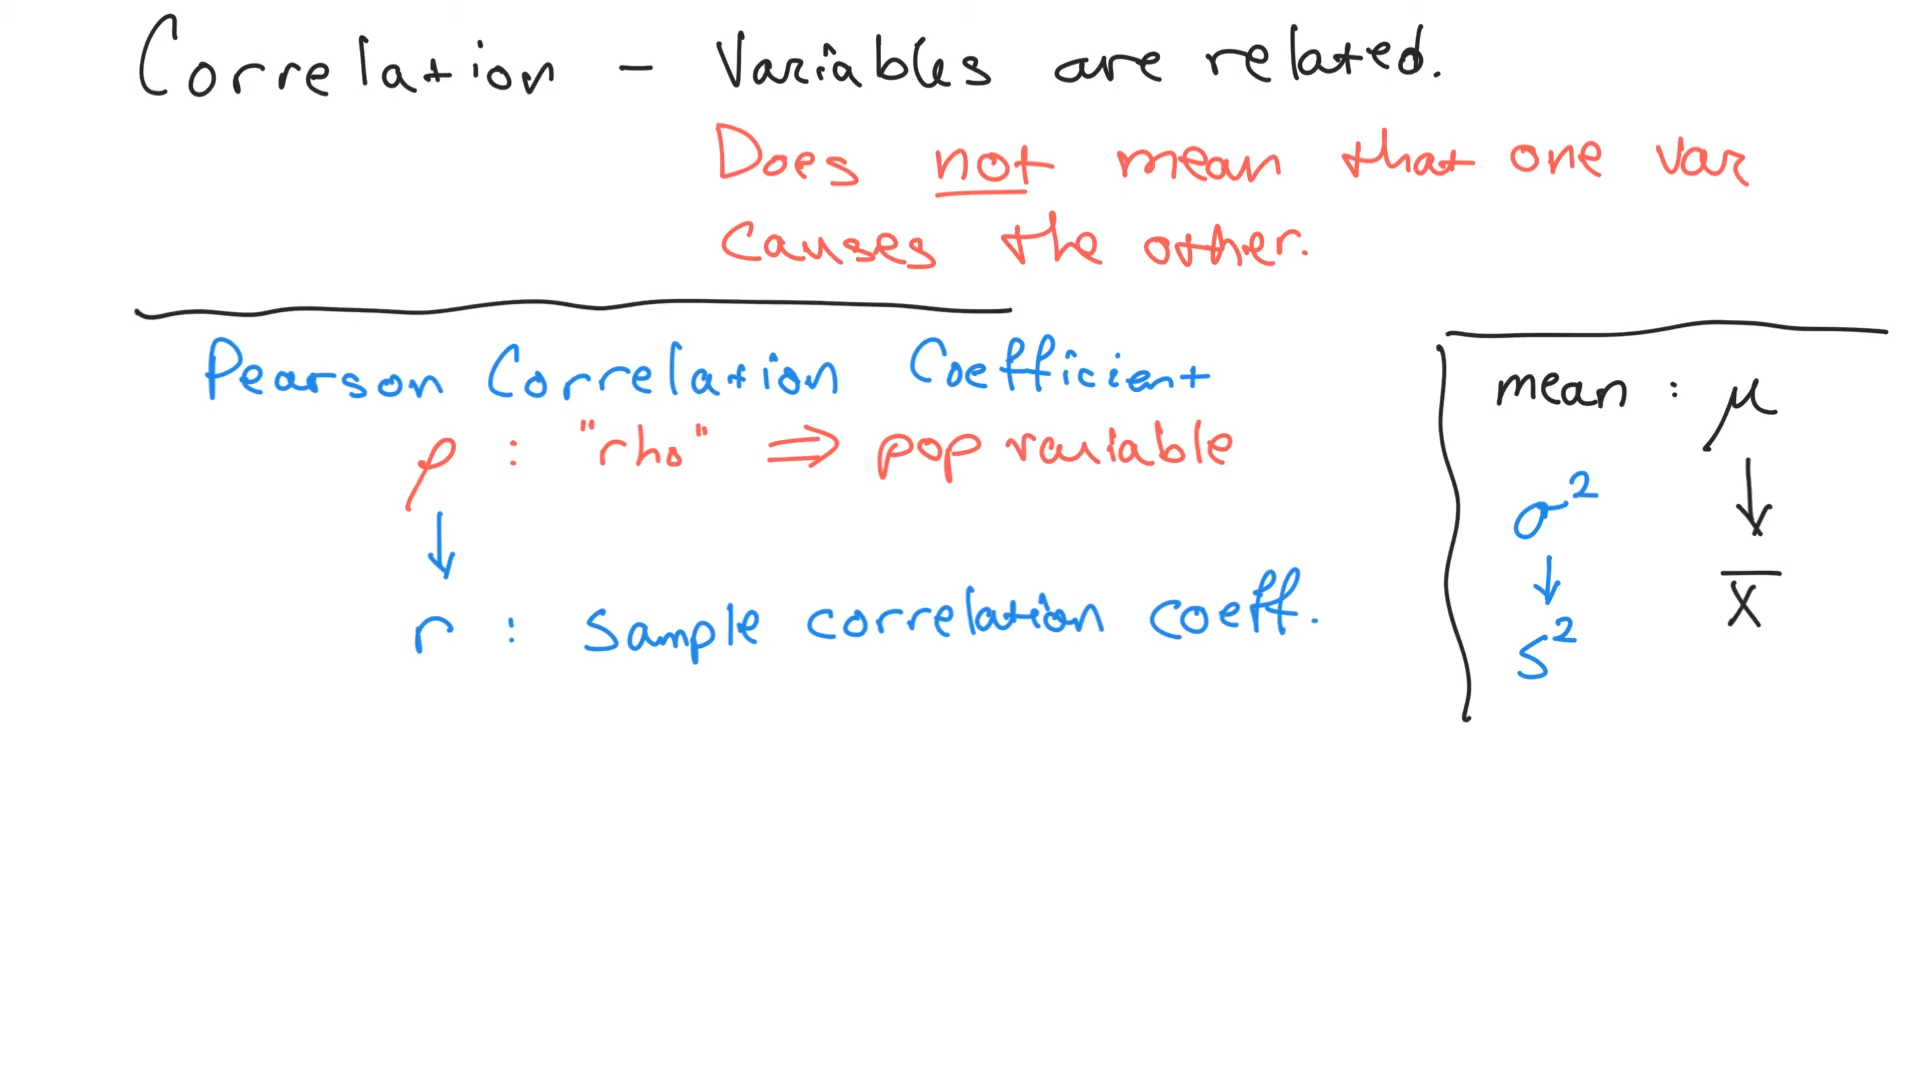 Correlation - Variables are related.
Does not mean that one var
causes the other.
Pearson Correlation Coefficient
ρ : "rho" ⇒ pop variable
↓
r : sample correlation coeff.
mean : μ
↓
x̄
σ²
↓
s²